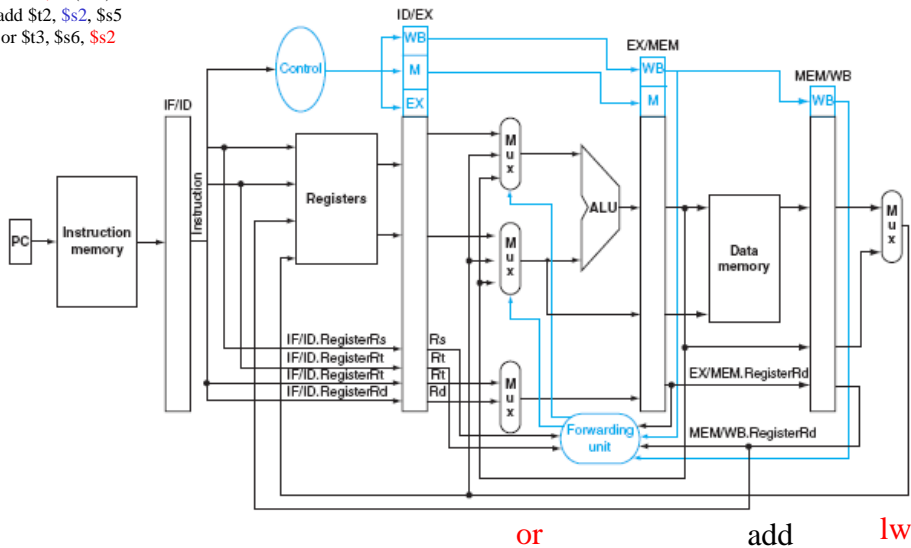 add $t2, $s2, $s5
or $t3, $s6, $s2
ID/EX
WB
M
EX
Control
EX/MEM
WB
M
MEM/WB
WB
IF/ID
PC
Instruction
memory
Instruction
Registers
M
u
x
M
u
x
ALU
Data
memory
M
u
x
IF/ID.RegisterRs
IF/ID.RegisterRt
IF/ID.RegisterRt
IF/ID.RegisterRd
Rs
Rt
Rt
Rd
M
u
x
EX/MEM.RegisterRd
Forwarding
unit
MEM/WB.RegisterRd
or
add
lw